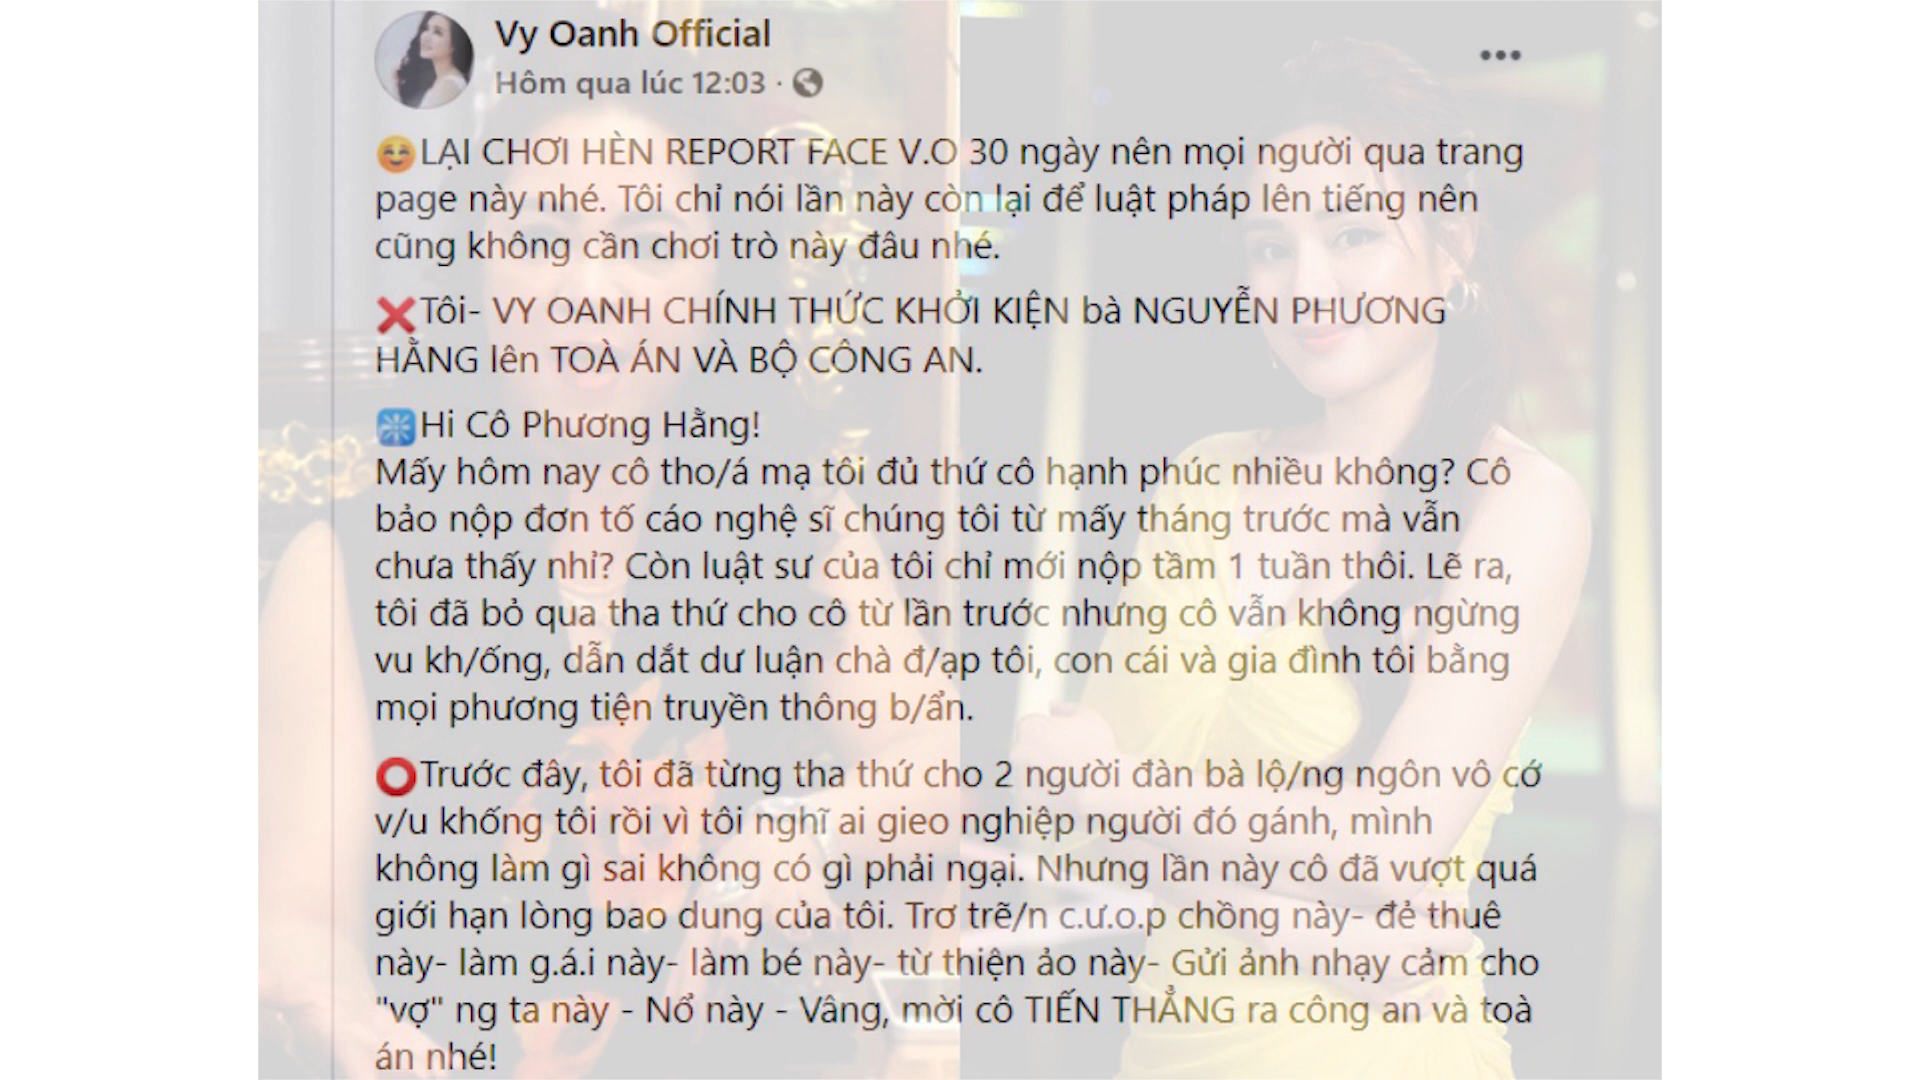 Vy Oanh Official
Hôm qua lúc 12:03 ·
LẠI CHƠI HÈN REPORT FACE V.O 30 ngày nên mọi người qua trang
page này nhé. Tôi chỉ nói lần này còn lại để luật pháp lên tiếng nên
cũng không cần chơi trò này đâu nhé.
❌Tôi- VY OANH CHÍNH THỨC KHỞI KIỆN bà NGUYỄN PHƯƠNG
HẰNG lên TOÀ ÁN VÀ BỘ CÔNG AN.
Hi Cô Phương Hằng!
Mấy hôm nay cô tho/á mạ tôi đủ thứ cô hạnh phúc nhiều không? Cô
bảo nộp đơn tố cáo nghệ sĩ chúng tôi từ mấy tháng trước mà vẫn
chưa thấy nhỉ? Còn luật sư của tôi chỉ mới nộp tầm 1 tuần thôi. Lẽ ra,
tôi đã bỏ qua tha thứ cho cô từ lần trước nhưng cô vẫn không ngừng
vu kh/ống, dẫn dắt dư luận chà đ/ạp tôi, con cái và gia đình tôi bằng
mọi phương tiện truyền thông b/ẩn.
⭕Trước đây, tôi đã từng tha thứ cho 2 người đàn bà lộ/ng ngôn vô cớ
v/u khống tôi rồi vì tôi nghĩ ai gieo nghiệp người đó gánh, mình
không làm gì sai không có gì phải ngại. Nhưng lần này cô đã vượt quá
giới hạn lòng bao dung của tôi. Trơ trẽ/n c.ư.o.p chồng này- đẻ thuê
này- làm g.á.i này- làm bé này- từ thiện ảo này- Gửi ảnh nhạy cảm cho
"vợ" ng ta này - Nổ này - Vâng, mời cô TIẾN THẲNG ra công an và toà
án nhé!